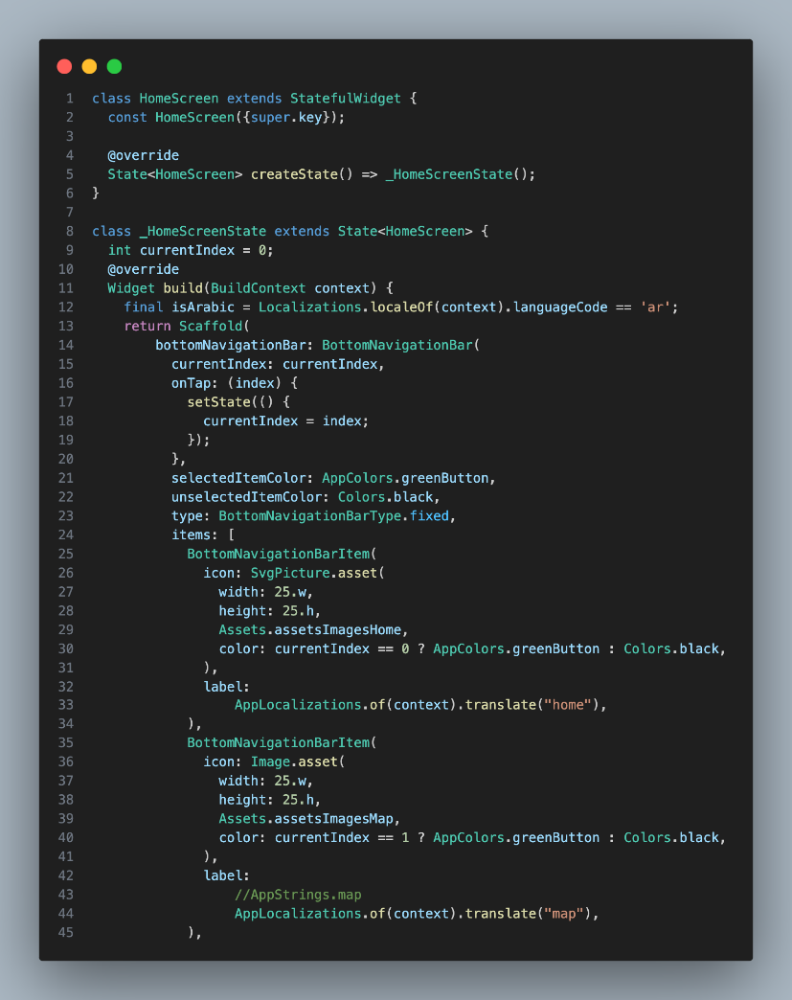 1 class HomeScreen extends StatefulWidget {
2   const HomeScreen({super.key});
3
4   @override
5   State<HomeScreen> createState() => _HomeScreenState();
6 }
7
8 class _HomeScreenState extends State<HomeScreen> {
9   int currentIndex = 0;
10   @override
11   Widget build(BuildContext context) {
12     final isArabic = Localizations.localeOf(context).languageCode == 'ar';
13     return Scaffold(
14         bottomNavigationBar: BottomNavigationBar(
15           currentIndex: currentIndex,
16           onTap: (index) {
17             setState(() {
18               currentIndex = index;
19             });
20           },
21           selectedItemColor: AppColors.greenButton,
22           unselectedItemColor: Colors.black,
23           type: BottomNavigationBarType.fixed,
24           items: [
25             BottomNavigationBarItem(
26               icon: SvgPicture.asset(
27                 width: 25.w,
28                 height: 25.h,
29                 Assets.assetsImagesHome,
30                 color: currentIndex == 0 ? AppColors.greenButton : Colors.black,
31               ),
32               label:
33                   AppLocalizations.of(context).translate("home"),
34             ),
35             BottomNavigationBarItem(
36               icon: Image.asset(
37                 width: 25.w,
38                 height: 25.h,
39                 Assets.assetsImagesMap,
40                 color: currentIndex == 1 ? AppColors.greenButton : Colors.black,
41               ),
42               label:
43                   //AppStrings.map
44                   AppLocalizations.of(context).translate("map"),
45             ),